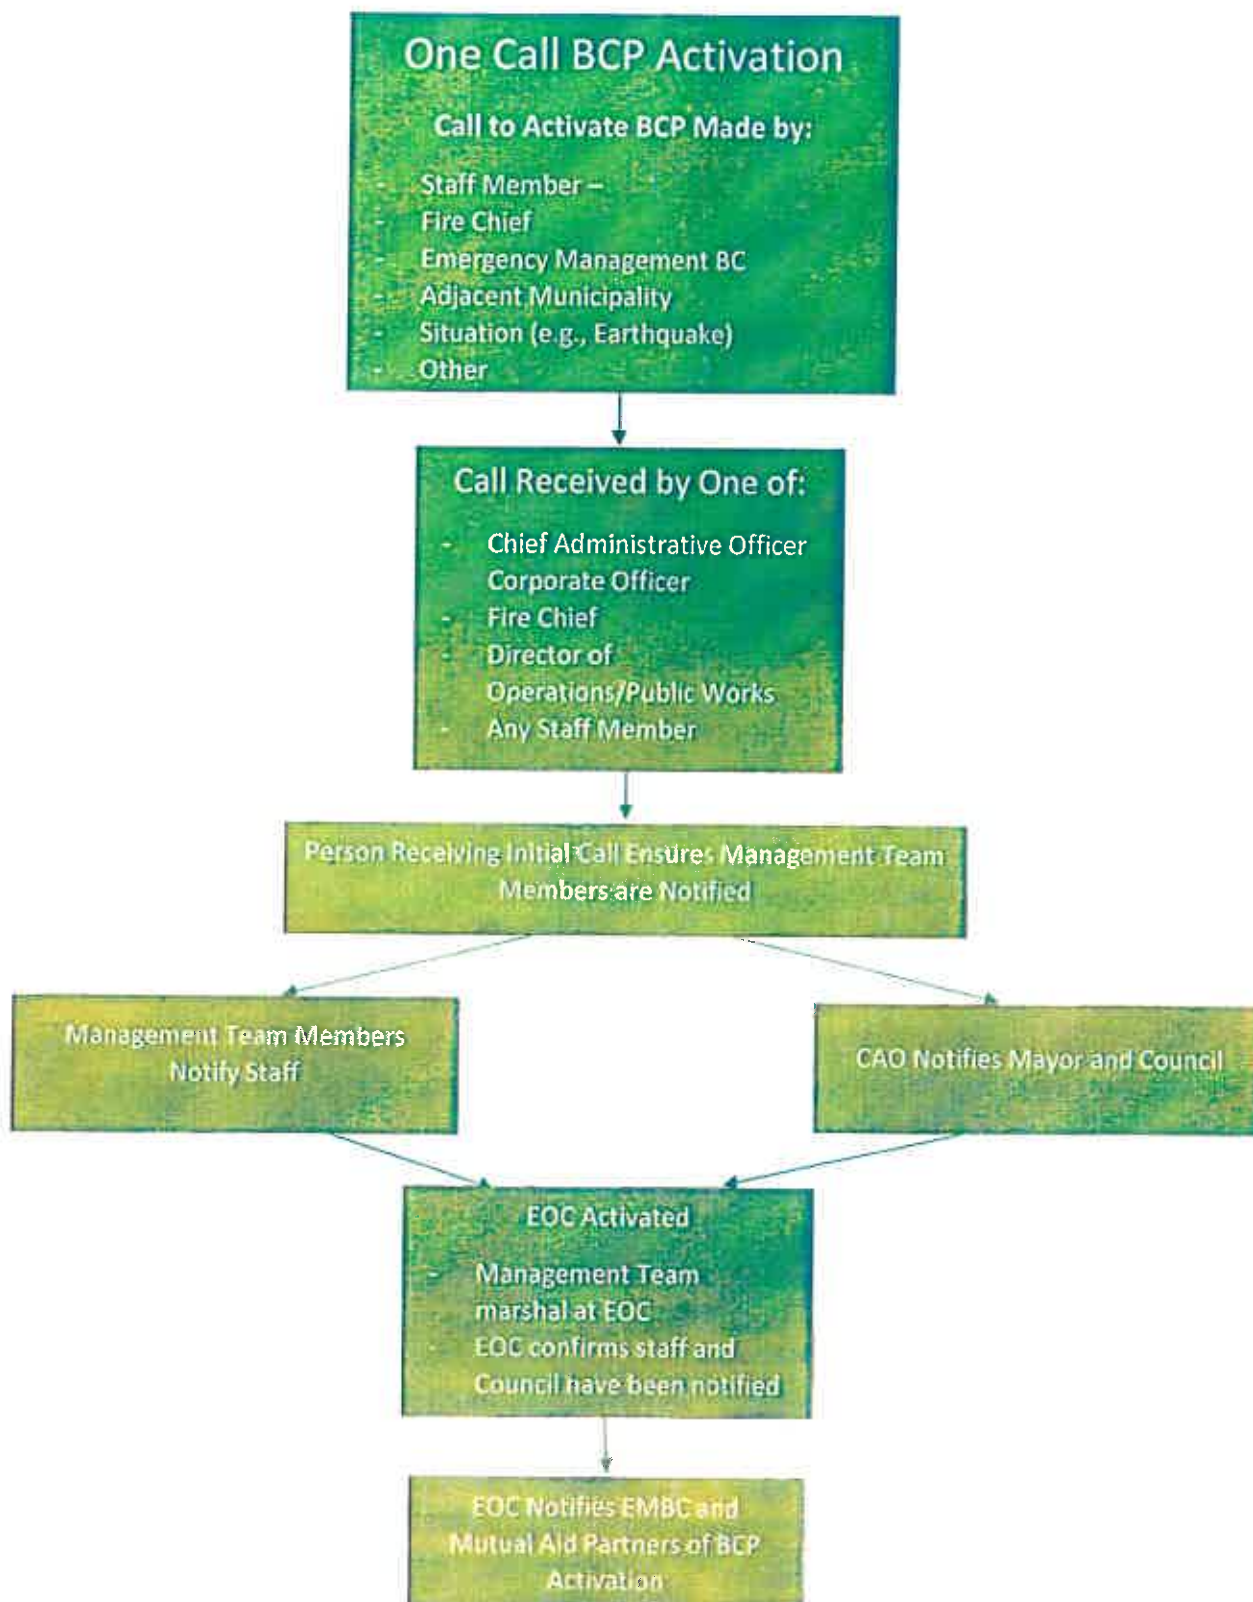 One Call BCP Activation
Call to Activate BCP Made by:
- Staff Member –
- Fire Chief
- Emergency Management BC
- Adjacent Municipality
- Situation (e.g., Earthquake)
- Other
Call Received by One of:
- Chief Administrative Officer
Corporate Officer
- Fire Chief
- Director of
Operations/Public Works
- Any Staff Member
Person Receiving Initial Call Ensures Management Team
Members are Notified
Management Team Members
Notify Staff
CAO Notifies Mayor and Council
EOC Activated
- Management Team
marshal at EOC
- EOC confirms staff and
Council have been notified
EOC Notifies EMBC and
Mutual Aid Partners of BCP
Activation